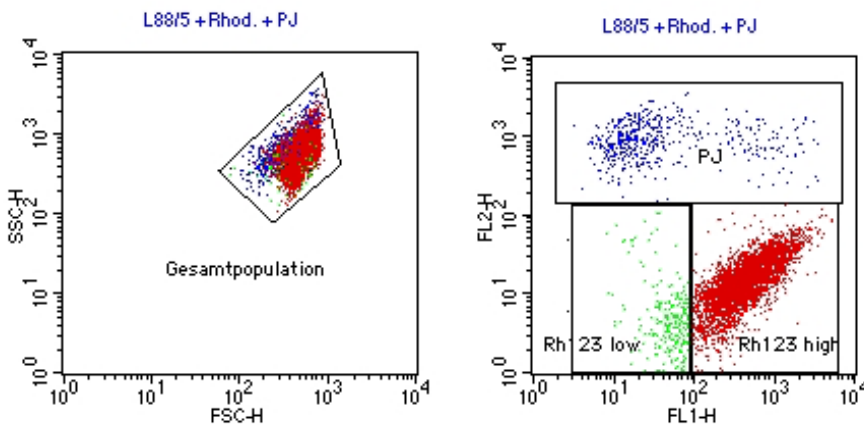 L88/5 + Rhod. + PJ
10^4
10^3
10^2
10^1
10^0
SSC-H
Gesamtpopulation
10^0 10^1 10^2 10^3 10^4
FSC-H
L88/5 + Rhod. + PJ
10^4
10^3
10^2
10^1
10^0
FL2-H
PJ
Rh123 low
Rh123 high
10^0 10^1 10^2 10^3 10^4
FL1-H